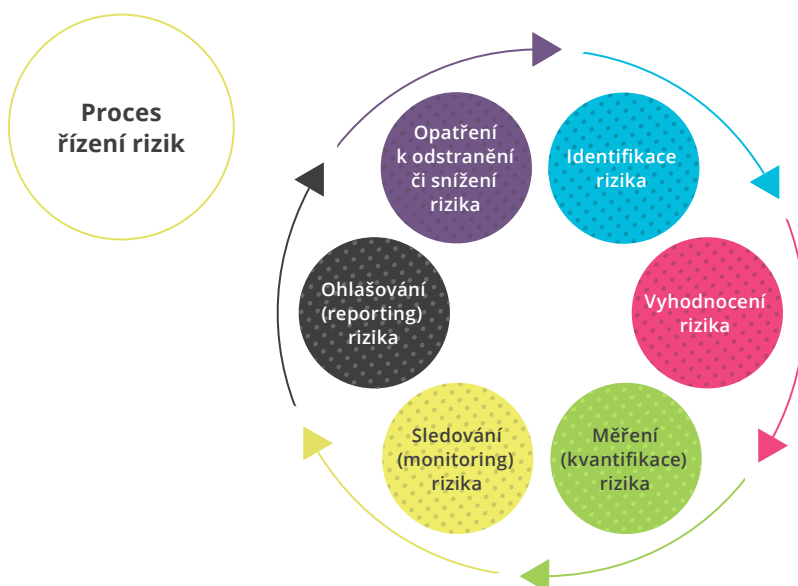 Proces
řízení rizik
Opatření
k odstranění
či snížení
rizika
Identifikace
rizika
Vyhodnocení
rizika
Měření
(kvantifikace)
rizika
Sledování
(monitoring)
rizika
Ohlašování
(reporting)
rizika